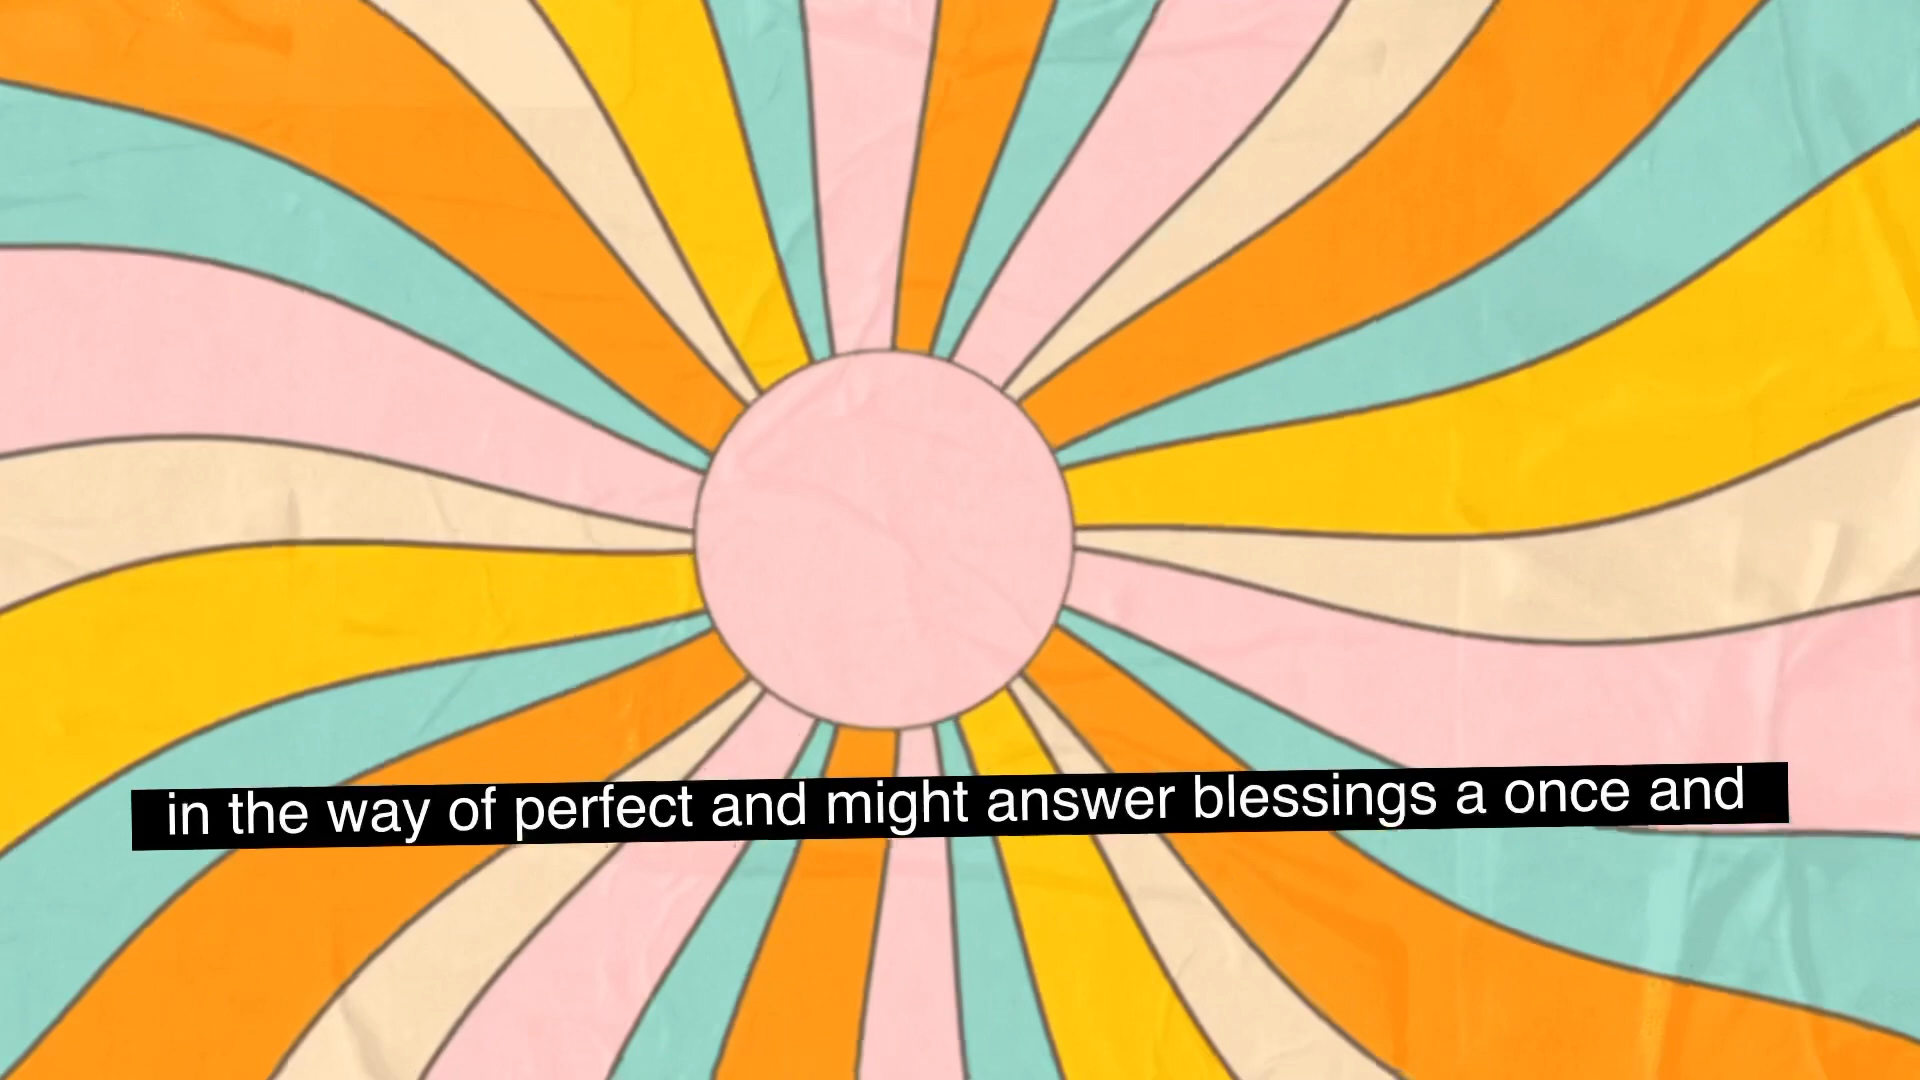 in the way of perfect and might answer blessings a once and